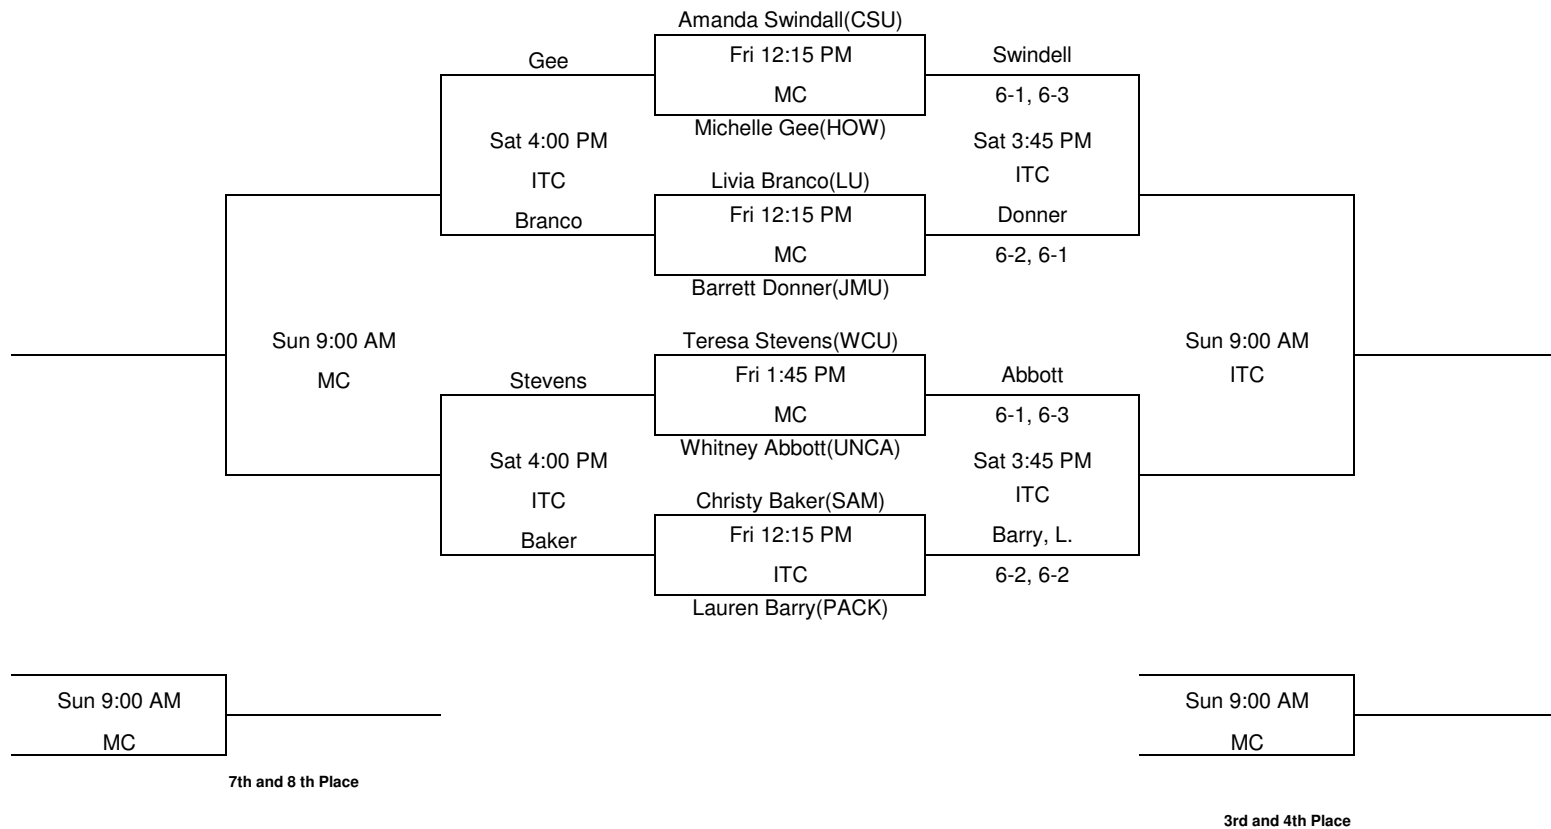 Amanda Swindall(CSU)
Gee
Fri 12:15 PM
Swindell
MC
6-1, 6-3
Michelle Gee(HOW)
Sat 4:00 PM
Sat 3:45 PM
ITC
Livia Branco(LU)
ITC
Branco
Fri 12:15 PM
Donner
MC
6-2, 6-1
Barrett Donner(JMU)
Sun 9:00 AM
Teresa Stevens(WCU)
Sun 9:00 AM
MC
Stevens
Fri 1:45 PM
Abbott
ITC
MC
6-1, 6-3
Whitney Abbott(UNCA)
Sat 4:00 PM
Sat 3:45 PM
ITC
Christy Baker(SAM)
ITC
Baker
Fri 12:15 PM
Barry, L.
ITC
6-2, 6-2
Lauren Barry(PACK)
Sun 9:00 AM
Sun 9:00 AM
MC
MC
7th and 8 th Place
3rd and 4th Place